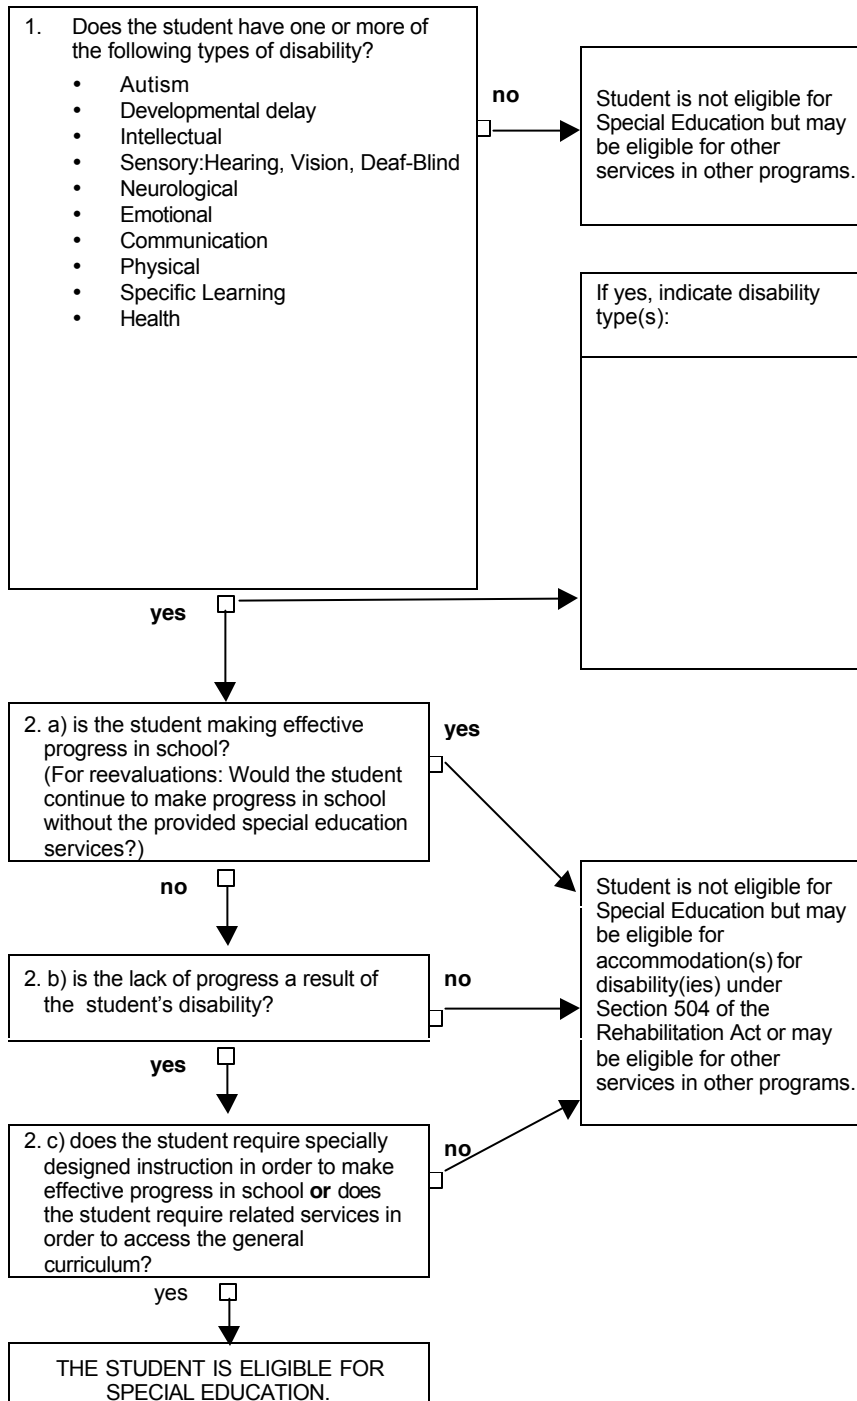 1. Does the student have one or more of
the following types of disability?
• Autism
• Developmental delay
• Intellectual
• Sensory:Hearing, Vision, Deaf-Blind
• Neurological
• Emotional
• Communication
• Physical
• Specific Learning
• Health
no
Student is not eligible for
Special Education but may
be eligible for other
services in other programs.
If yes, indicate disability
type(s):
yes
2. a) is the student making effective
progress in school?
(For reevaluations: Would the student
continue to make progress in school
without the provided special education
services?)
yes
no
Student is not eligible for
Special Education but may
be eligible for
accommodation(s) for
disability(ies) under
Section 504 of the
Rehabilitation Act or may
be eligible for other
services in other programs.
2. b) is the lack of progress a result of
the student's disability?
no
yes
2. c) does the student require specially
designed instruction in order to make
effective progress in school or does
the student require related services in
order to access the general
curriculum?
no
yes
THE STUDENT IS ELIGIBLE FOR
SPECIAL EDUCATION.